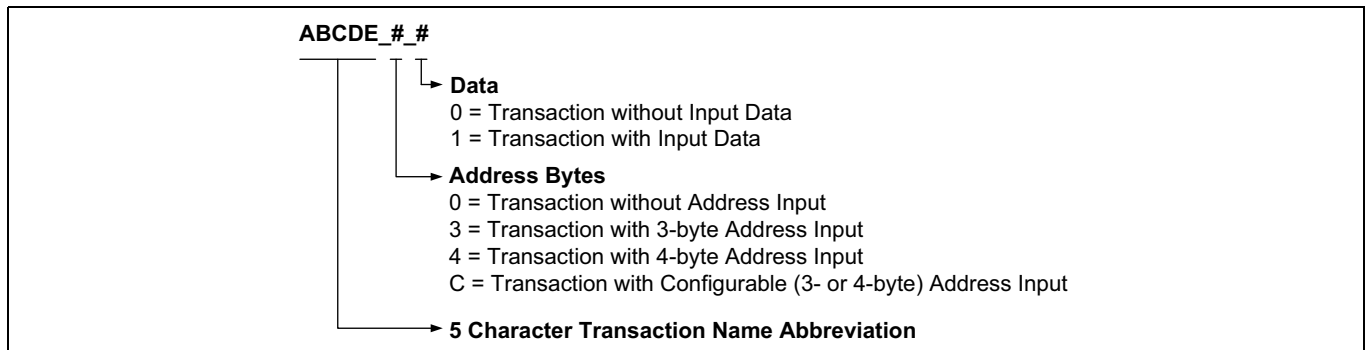 ABCDE_#_#
Data
0 = Transaction without Input Data
1 = Transaction with Input Data
Address Bytes
0 = Transaction without Address Input
3 = Transaction with 3-byte Address Input
4 = Transaction with 4-byte Address Input
C = Transaction with Configurable (3- or 4-byte) Address Input
5 Character Transaction Name Abbreviation